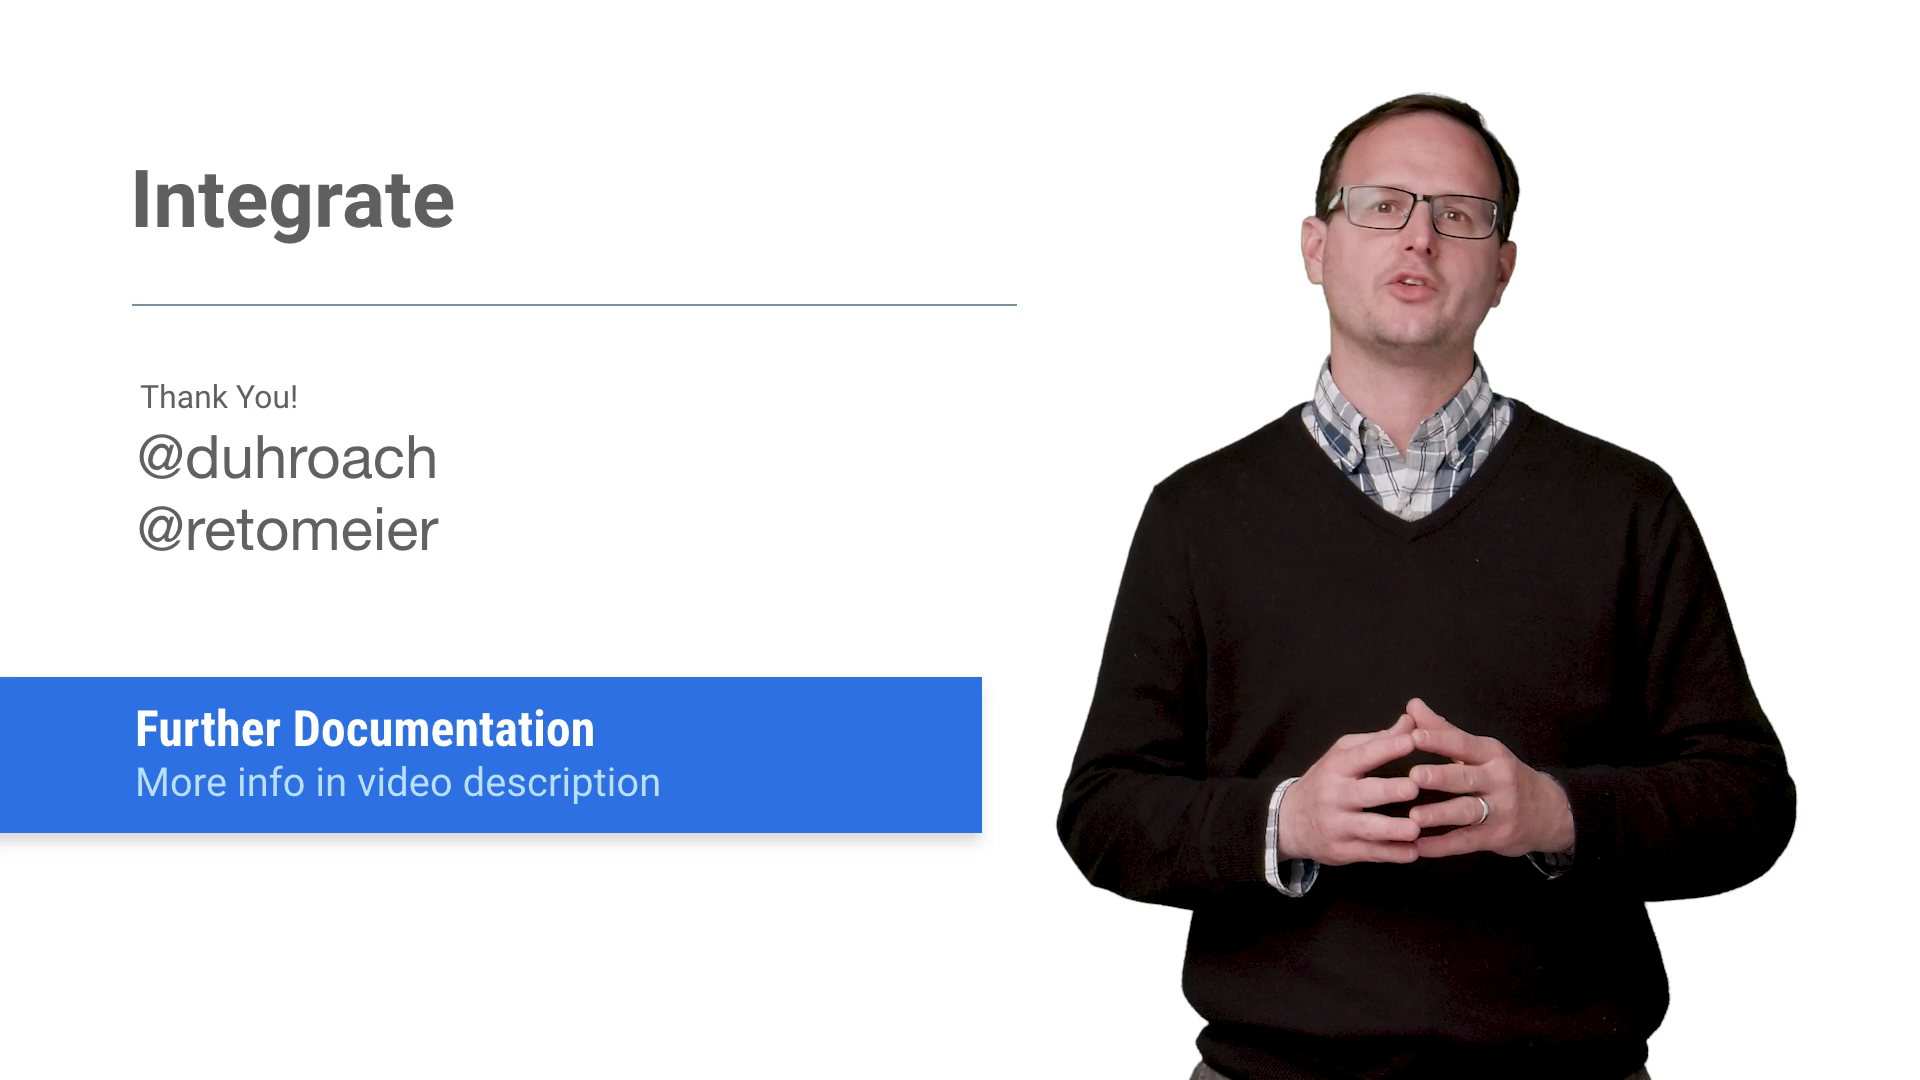 Integrate
Thank You!
@duhroach
@retomeier
Further Documentation
More info in video description